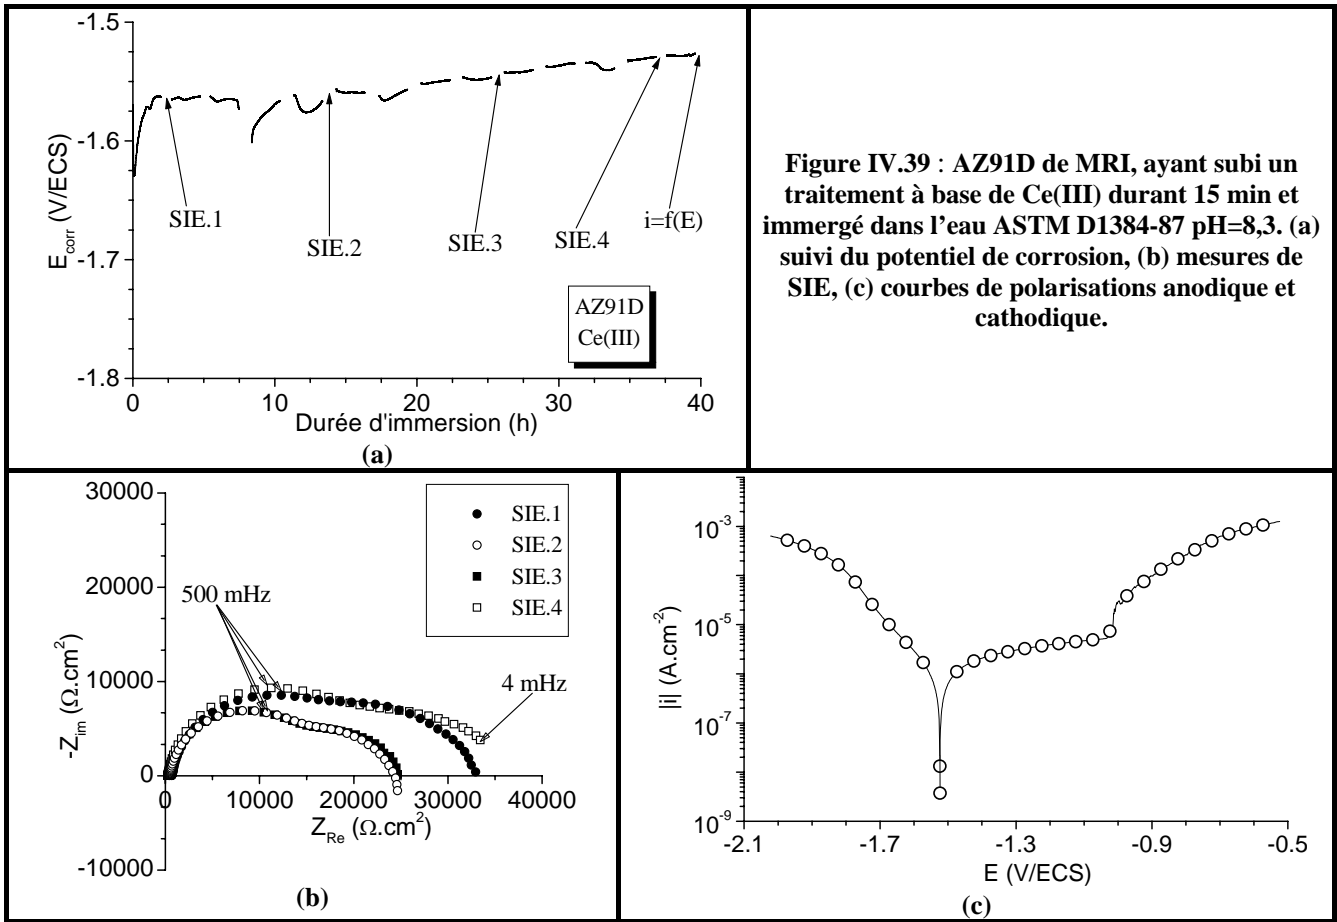 -1.5
-1.6
-1.7
-1.8
E_corr (V/ECS)
SIE.1
SIE.2
SIE.3
SIE.4
i=f(E)
AZ91D
Ce(III)
0
10
20
30
40
Durée d'immersion (h)
(a)
Figure IV.39 : AZ91D de MRI, ayant subi un
traitement à base de Ce(III) durant 15 min et
immergé dans l'eau ASTM D1384-87 pH=8,3. (a)
suivi du potentiel de corrosion, (b) mesures de
SIE, (c) courbes de polarisations anodique et
cathodique.
30000
20000
10000
0
-10000
-Z_im (Ω.cm²)
500 mHz
4 mHz
SIE.1
SIE.2
SIE.3
SIE.4
0
10000
20000
30000
40000
Z_Re (Ω.cm²)
(b)
10⁻³
10⁻⁵
10⁻⁷
10⁻⁹
|i| (A.cm⁻²)
-2.1
-1.7
-1.3
-0.9
-0.5
E (V/ECS)
(c)